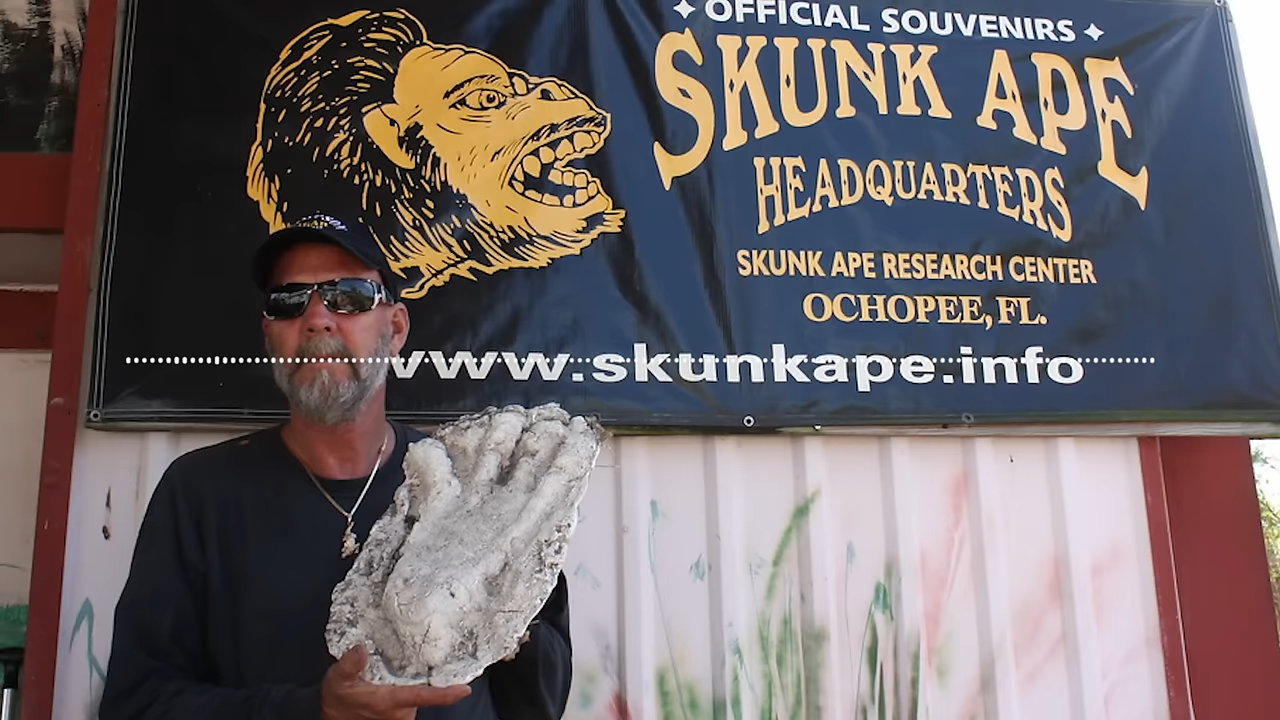 OFFICIAL SOUVENIRS
SKUNK APE
HEADQUARTERS
SKUNK APE RESEARCH CENTER
OCHOPEE, FL.
www.skunkape.info